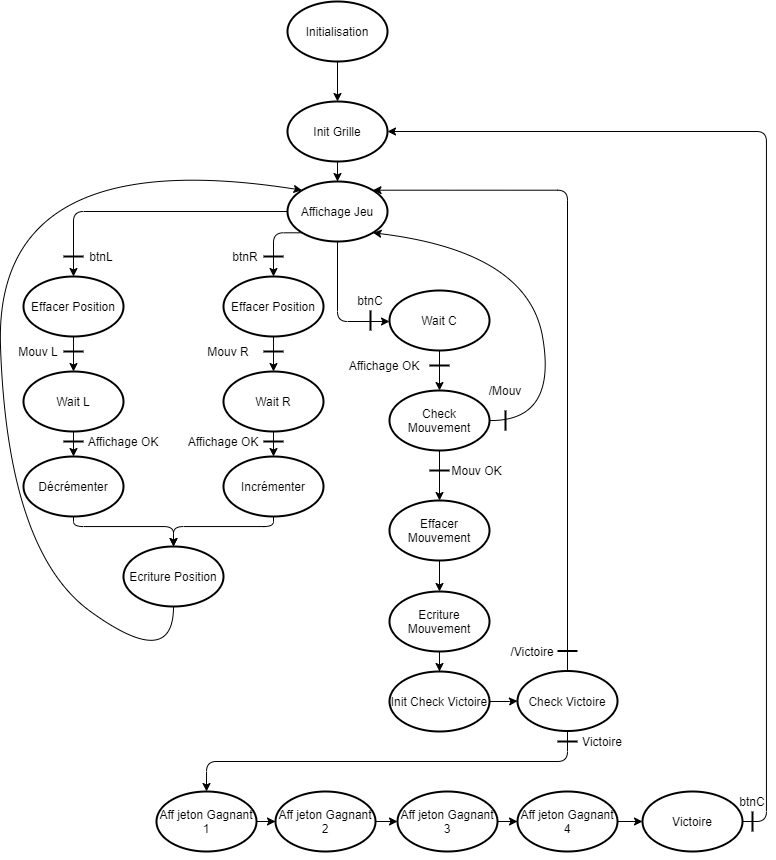 Initialisation
Init Grille
Affichage Jeu
btnL
btnR
btnC
Effacer Position
Effacer Position
Wait C
Mouv L
Mouv R
Affichage OK
/Mouv
Wait L
Wait R
Check
Mouvement
Affichage OK
Affichage OK
Mouv OK
Décrémenter
Incrémenter
Effacer
Mouvement
Ecriture Position
Ecriture
Mouvement
/Victoire
Init Check Victoire
Check Victoire
Victoire
btnC
Aff jeton Gagnant
1
Aff jeton Gagnant
2
Aff jeton Gagnant
3
Aff jeton Gagnant
4
Victoire